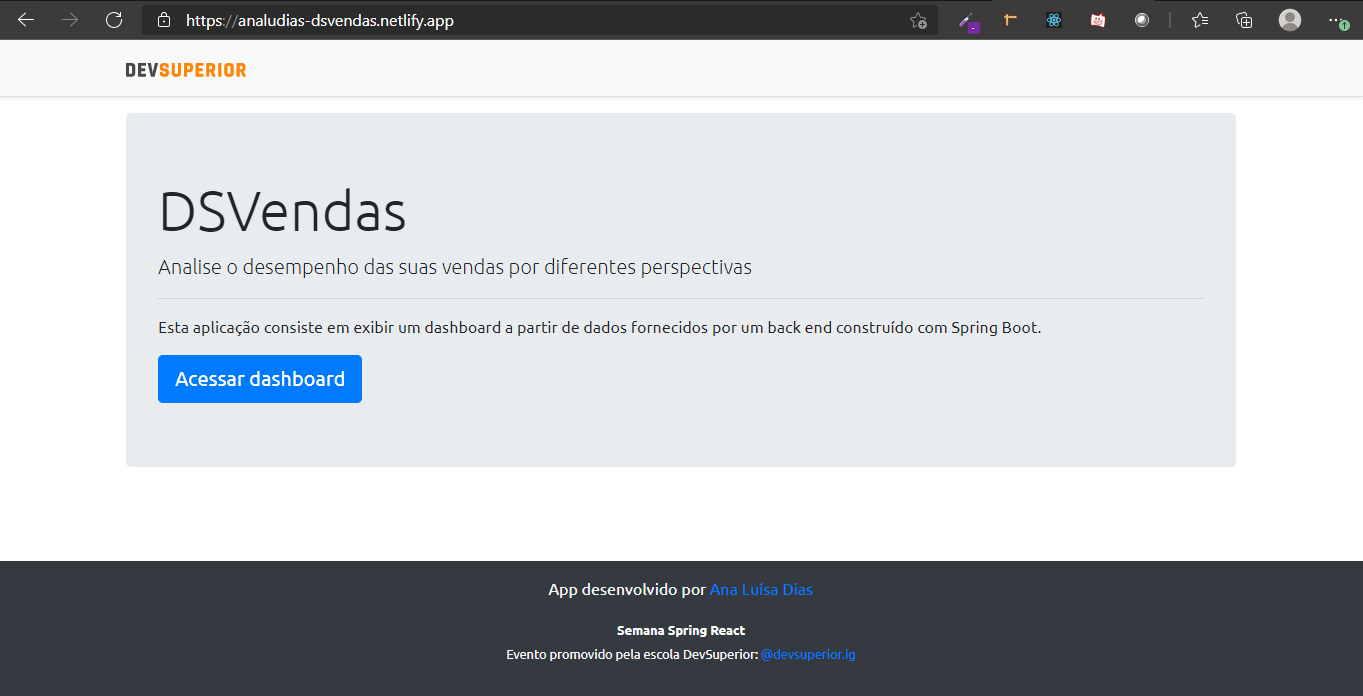 https://analudias-dsvendas.netlify.app
DEVSUPERIOR
DSVendas
Analise o desempenho das suas vendas por diferentes perspectivas
Esta aplicação consiste em exibir um dashboard a partir de dados fornecidos por um back end construído com Spring Boot.
Acessar dashboard
App desenvolvido por Ana Luísa Dias
Semana Spring React
Evento promovido pela escola DevSuperior: @devsuperior.ig